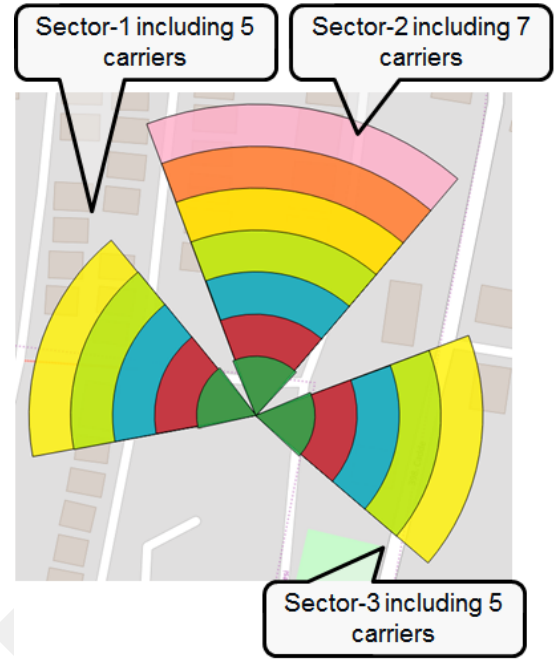 Sector-1 including 5
carriers
Sector-2 including 7
carriers
Sector-3 including 5
carriers